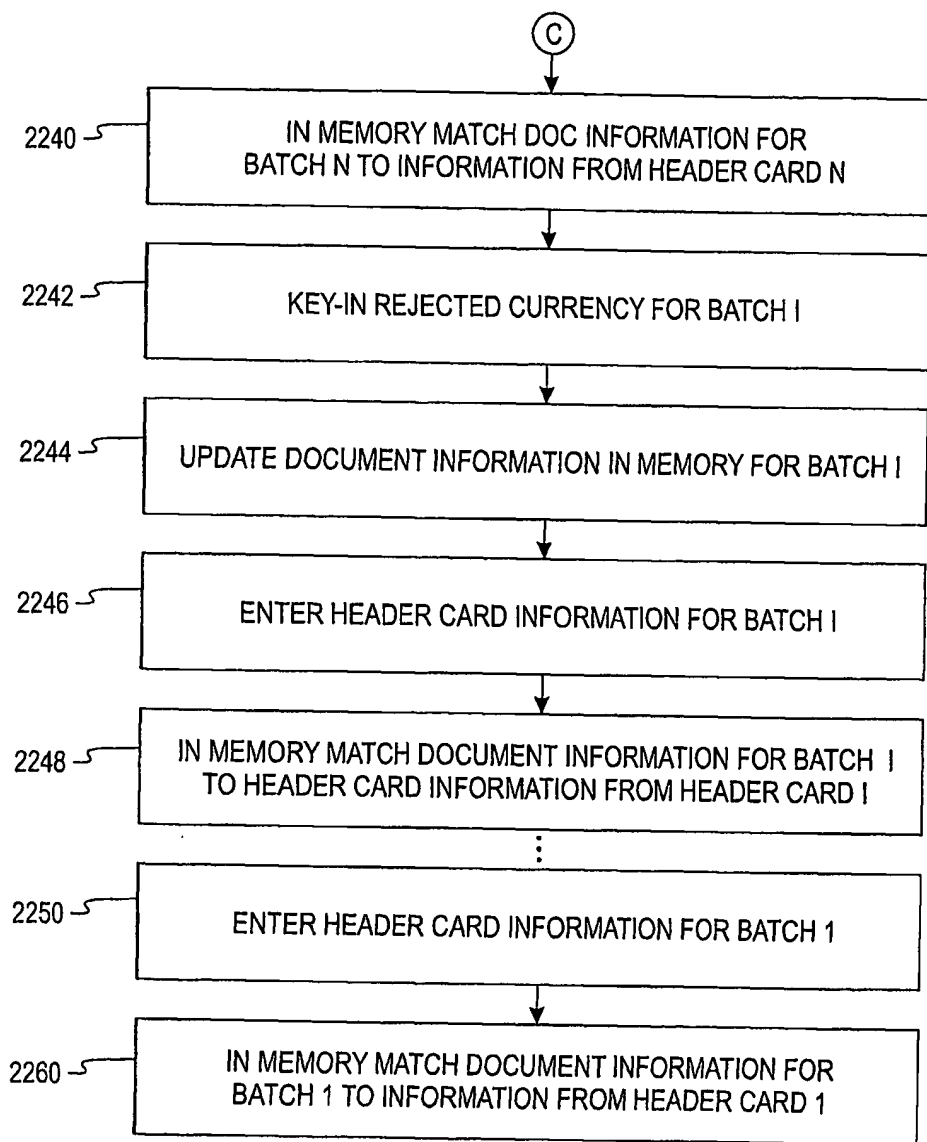 C
2240
IN MEMORY MATCH DOC INFORMATION FOR
BATCH N TO INFORMATION FROM HEADER CARD N
2242
KEY-IN REJECTED CURRENCY FOR BATCH I
2244
UPDATE DOCUMENT INFORMATION IN MEMORY FOR BATCH I
2246
ENTER HEADER CARD INFORMATION FOR BATCH I
2248
IN MEMORY MATCH DOCUMENT INFORMATION FOR BATCH I
TO HEADER CARD INFORMATION FROM HEADER CARD I
2250
ENTER HEADER CARD INFORMATION FOR BATCH 1
2260
IN MEMORY MATCH DOCUMENT INFORMATION FOR
BATCH 1 TO INFORMATION FROM HEADER CARD 1